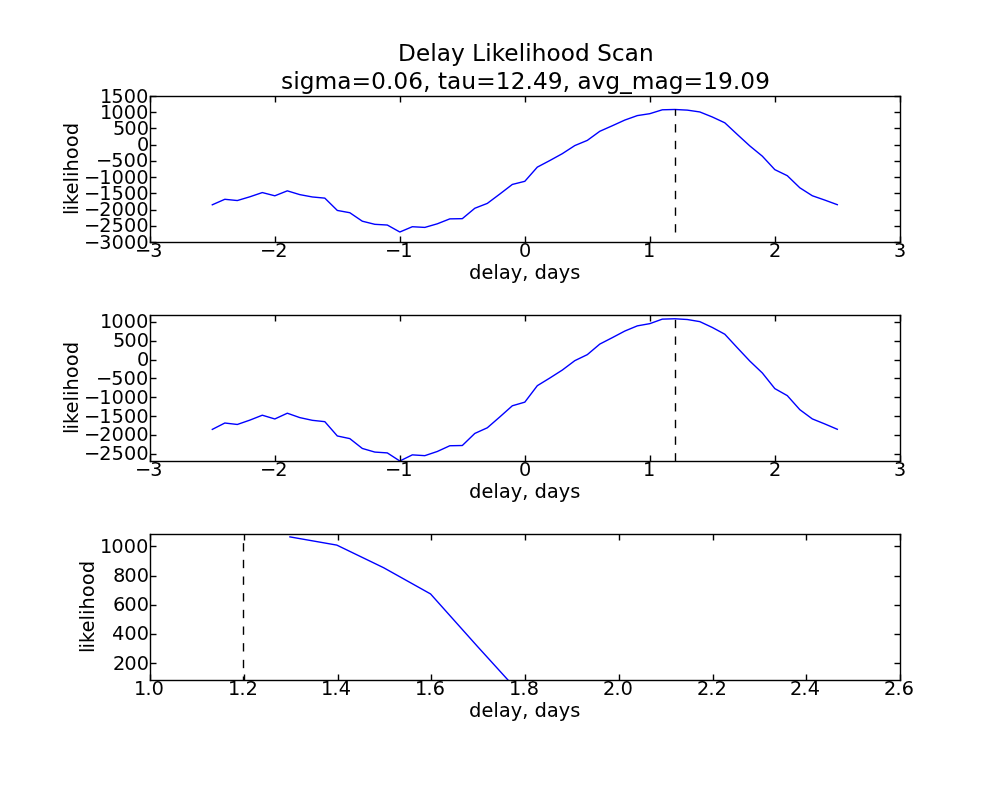 Delay Likelihood Scan
sigma=0.06, tau=12.49, avg_mag=19.09
1500
1000
500
0
−500
−1000
−1500
−2000
−2500
−3000
likelihood
−3 −2 −1 0 1 2 3
delay, days
1000
500
0
−500
−1000
−1500
−2000
−2500
likelihood
−3 −2 −1 0 1 2 3
delay, days
1000
800
600
400
200
likelihood
1.0 1.2 1.4 1.6 1.8 2.0 2.2 2.4 2.6
delay, days